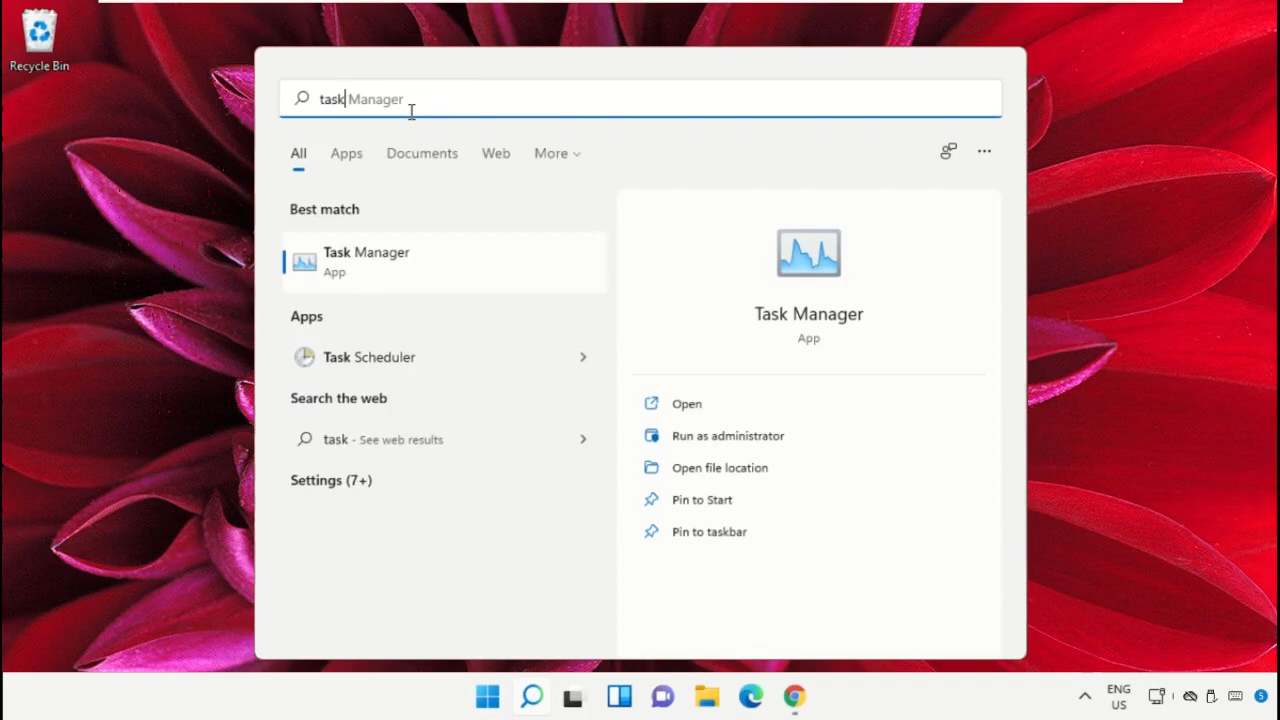 Recycle Bin
task Manager
All Apps Documents Web More
Best match
Task Manager
App
Apps
Task Scheduler
Search the web
task - See web results
Settings (7+)
Task Manager
App
Open
Run as administrator
Open file location
Pin to Start
Pin to taskbar
ENG
US
5